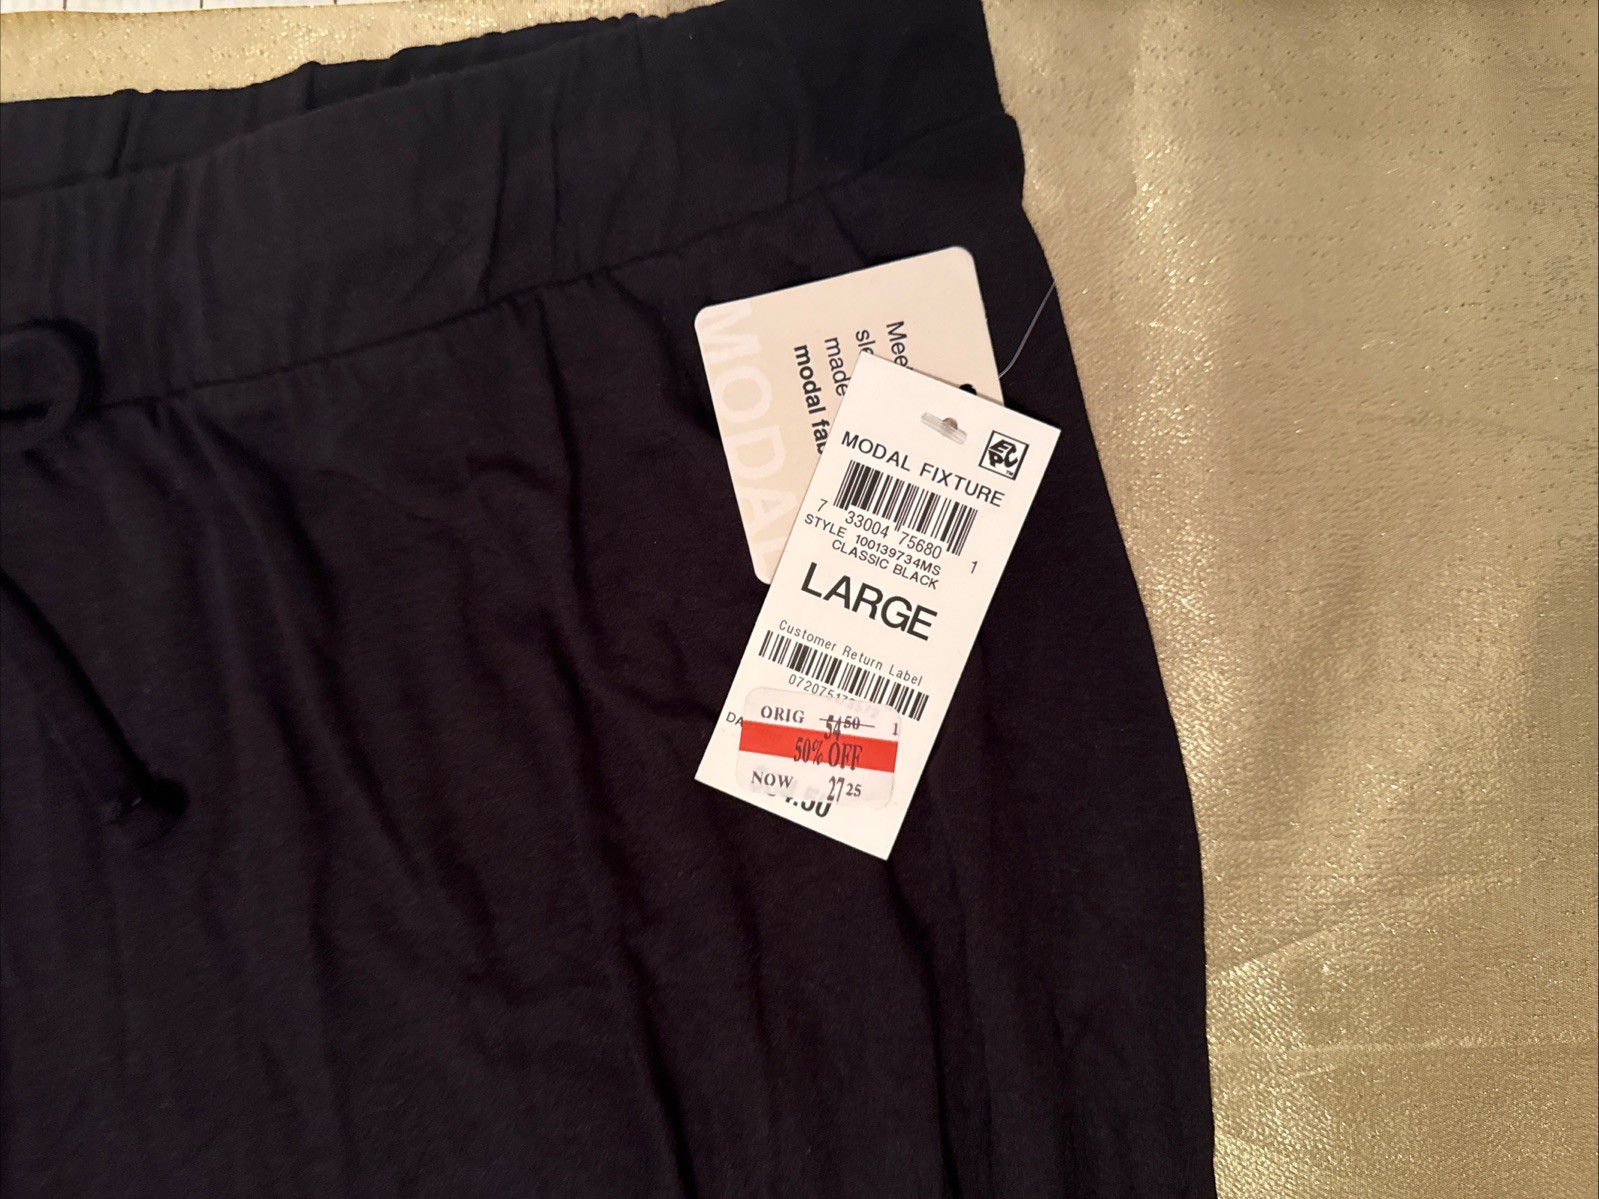 MODAL
Mee
sle
made
modal fab
MODAL FIXTURE
7 33004 75680 1
STYLE 100139734MS
CLASSIC BLACK
LARGE
Customer Return Label
DA
ORIG 54.50 1
50% OFF
NOW 27.25